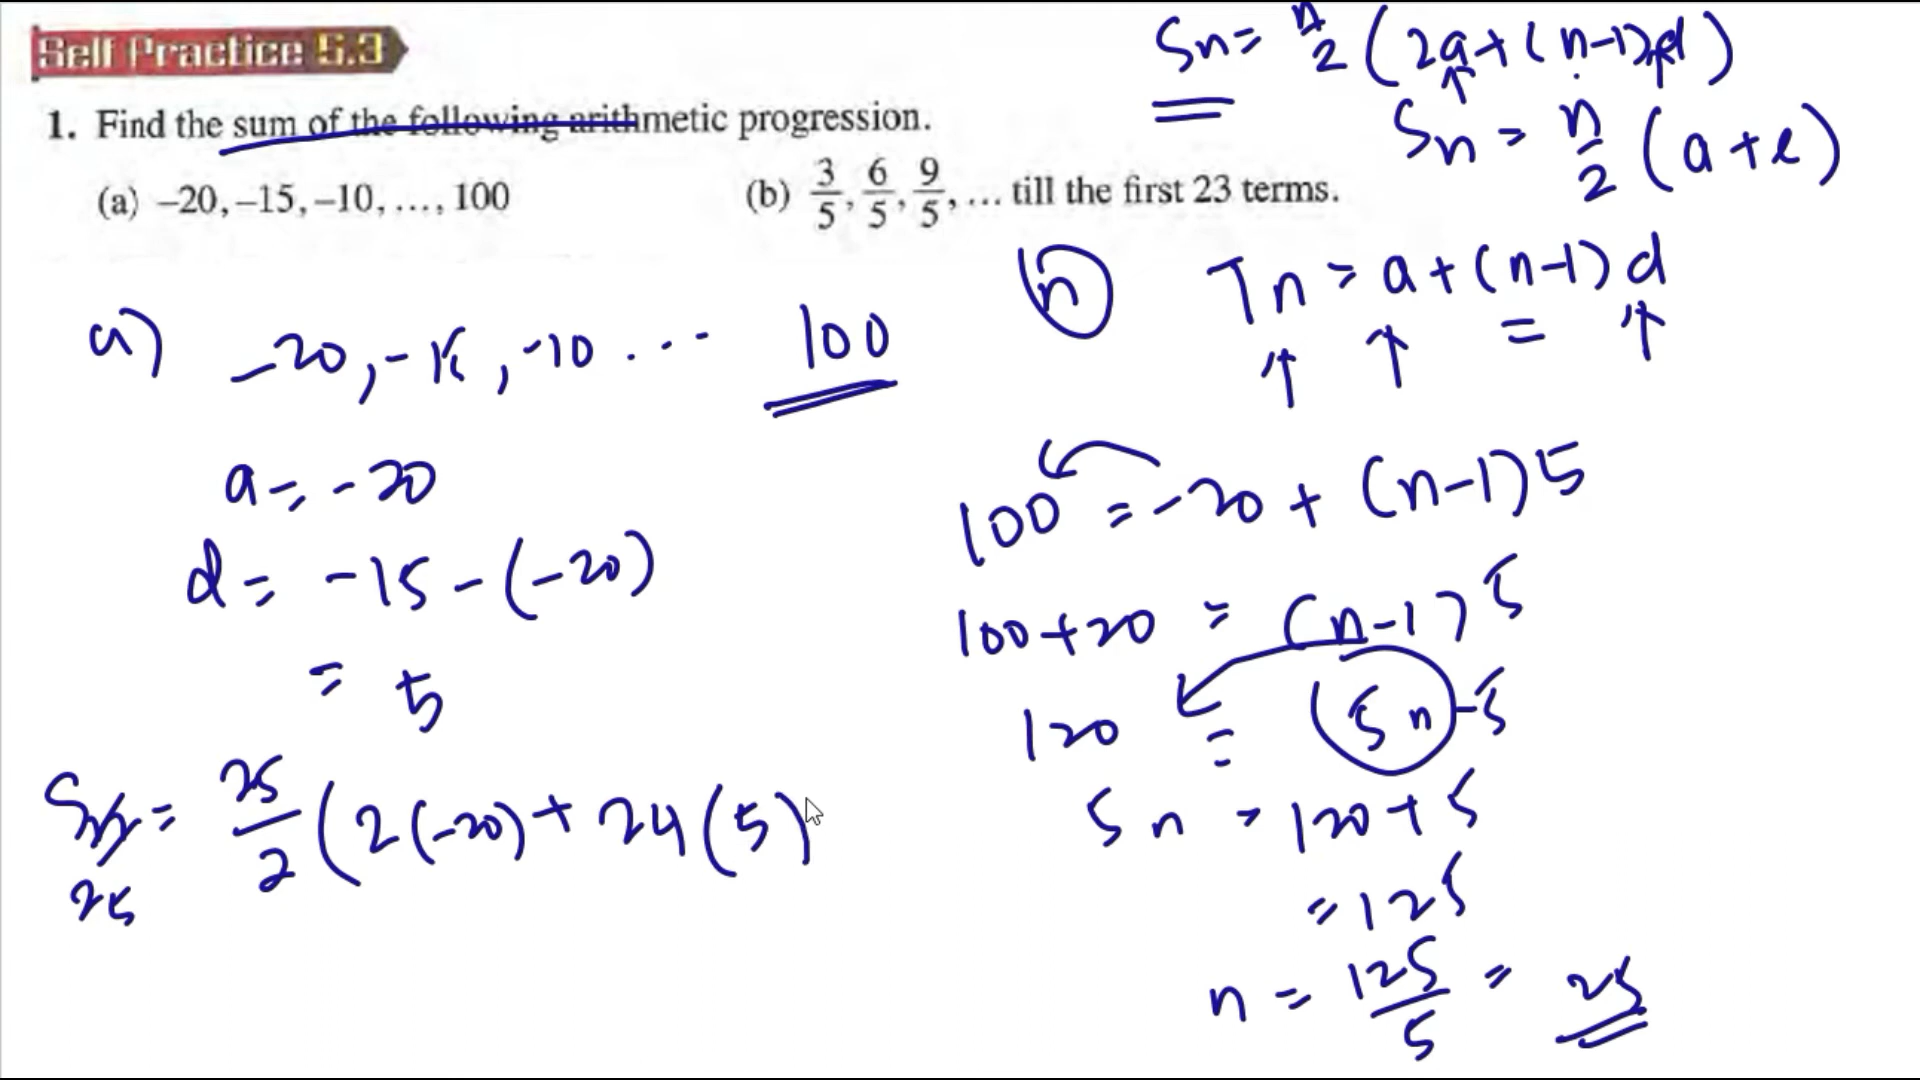 Self Practice 5.3
1. Find the sum of the following arithmetic progression.
(a) –20, –15, –10, ..., 100
(b) 3/5, 6/5, 9/5, ... till the first 23 terms.
Sn = n/2 (2a + (n-1)d)
Sn = n/2 (a + l)
n
Tn = a + (n-1) d
a) -20, -15, -10 ... 100
a = -20
d = -15 - (-20)
= 5
S25 = 25/2 (2(-20) + 24(5)
100 = -20 + (n-1)5
100+20 = (n-1)5
120 = 5n-5
5n = 120+5
= 125
n = 125/5 = 25